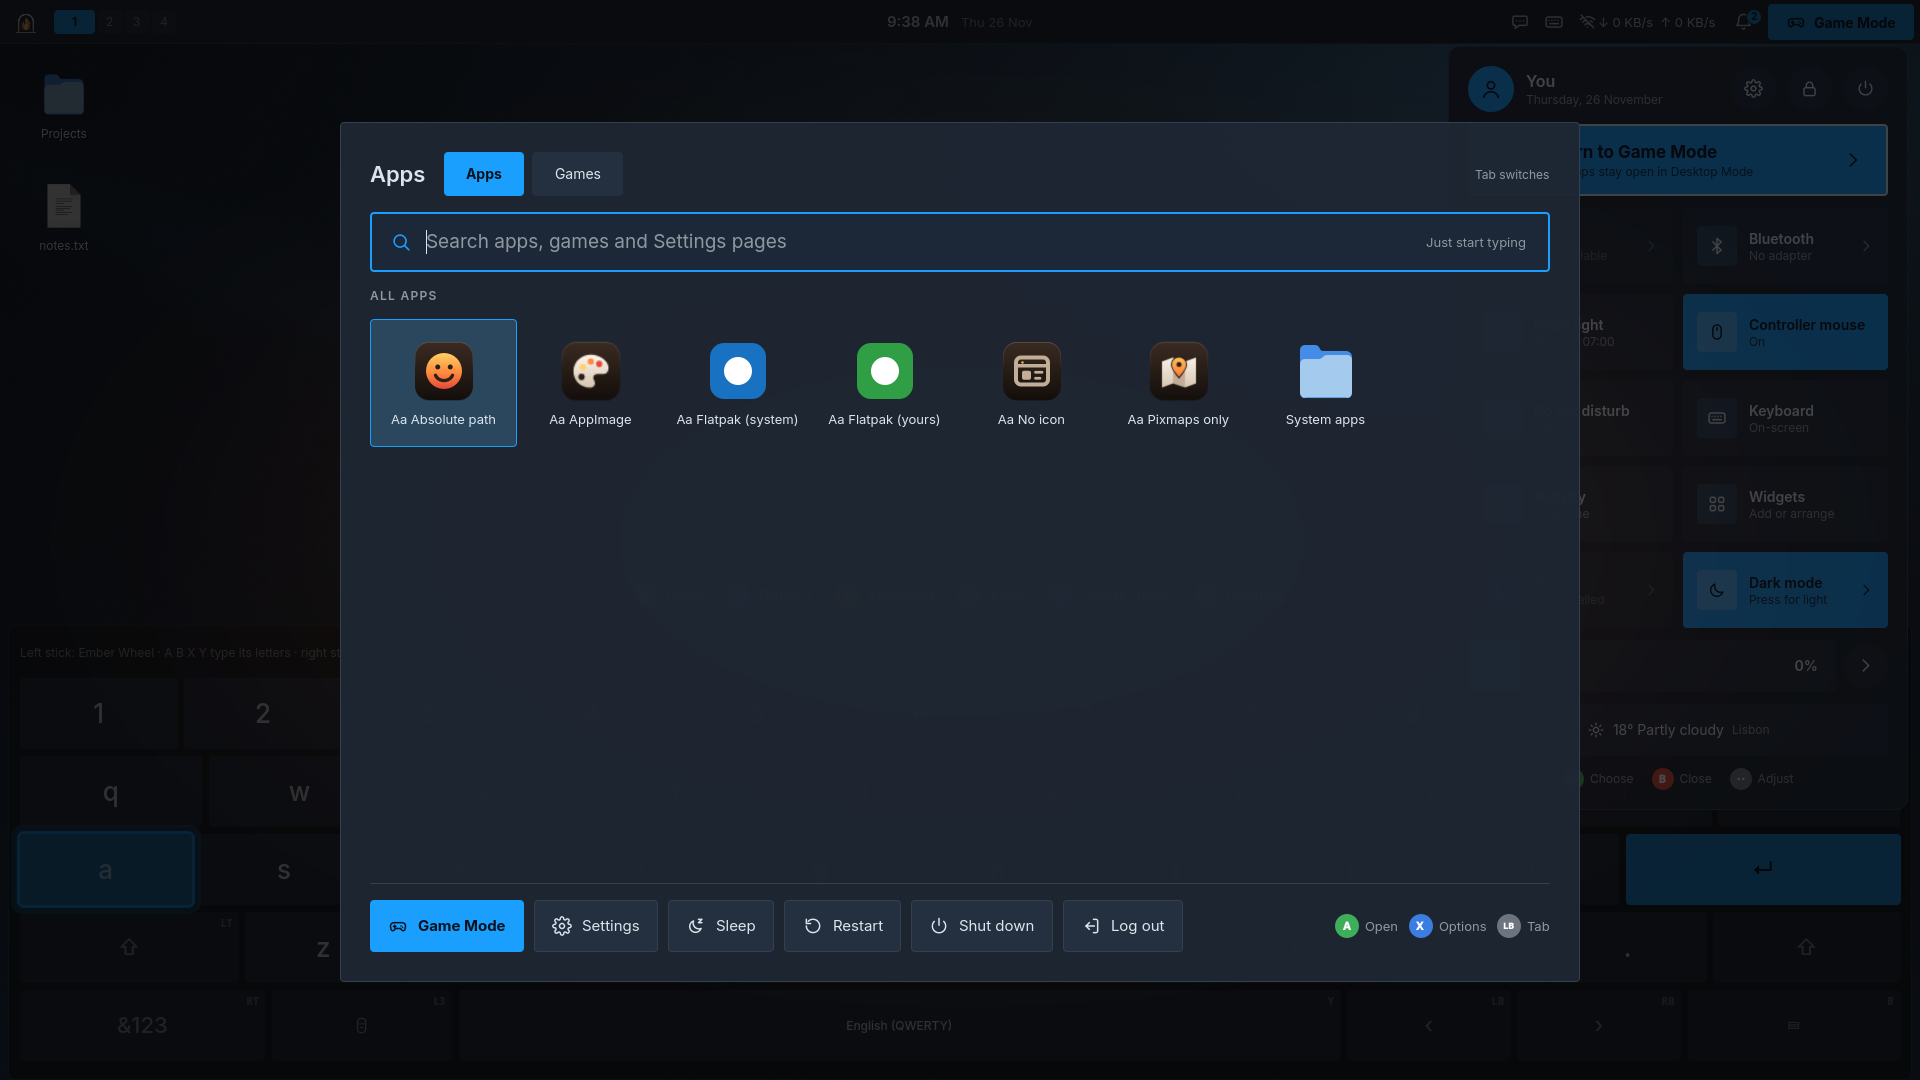 1 2 3 4 9:38 AM Thu 26 Nov 0 KB/s 0 KB/s 2 Game Mode
You
Thursday, 26 November
Projects
notes.txt
n to Game Mode
ps stay open in Desktop Mode
Apps Apps Games Tab switches
Search apps, games and Settings pages Just start typing
ALL APPS
Aa Absolute path Aa AppImage Aa Flatpak (system) Aa Flatpak (yours) Aa No icon Aa Pixmaps only System apps
Bluetooth
No adapter
Controller mouse
07:00 On
disturb Keyboard
On-screen
Widgets
Add or arrange
Dark mode
Press for light
0%
18° Partly cloudy Lisbon
Choose B Close Adjust
Game Mode Settings Sleep Restart Shut down Log out A Open X Options LB Tab
Left stick: Ember Wheel · A B X Y type its letters · right st
1 2
q w
a s
LT z .
&123 RT L3 English (QWERTY) Y LB RB B